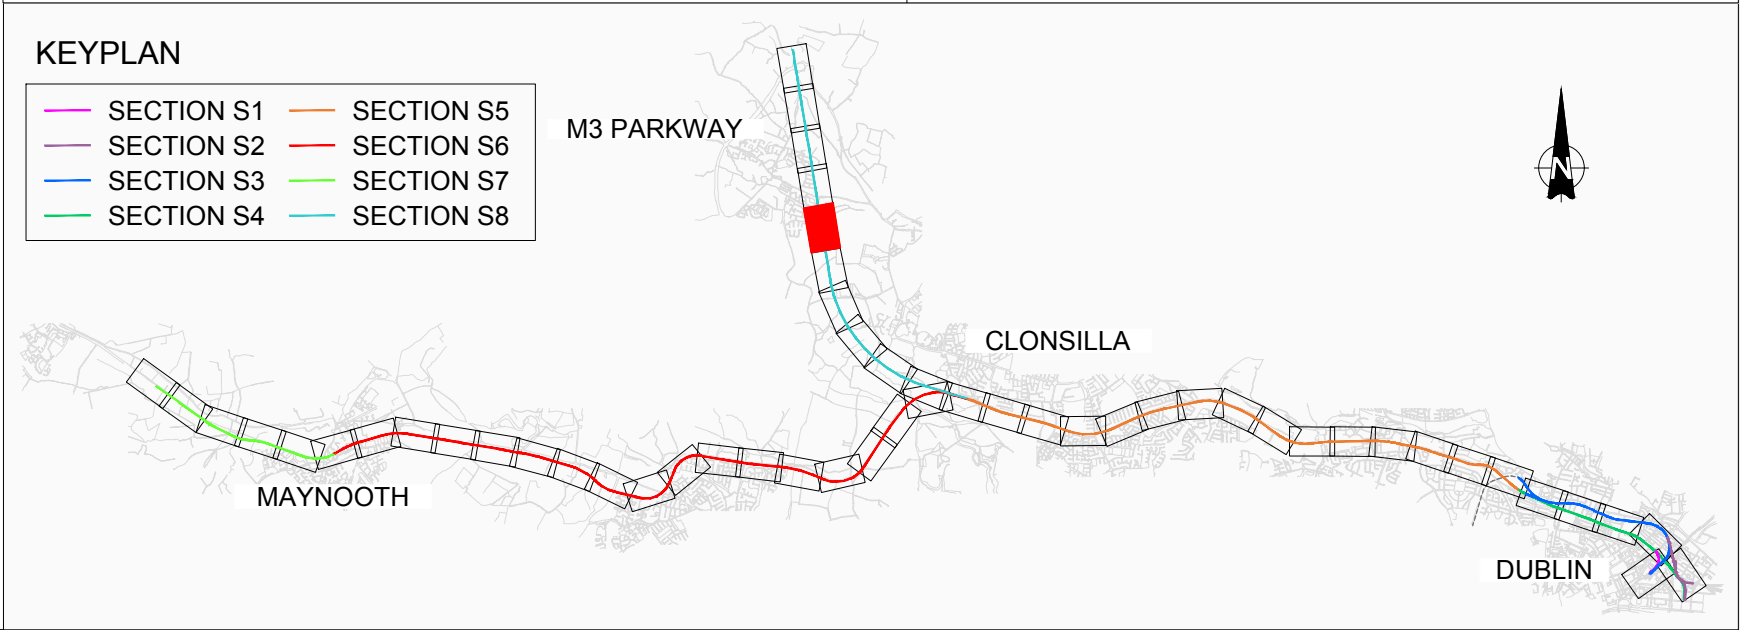 KEYPLAN
SECTION S1
SECTION S2
SECTION S3
SECTION S4
SECTION S5
SECTION S6
SECTION S7
SECTION S8
M3 PARKWAY
N
CLONSILLA
MAYNOOTH
DUBLIN